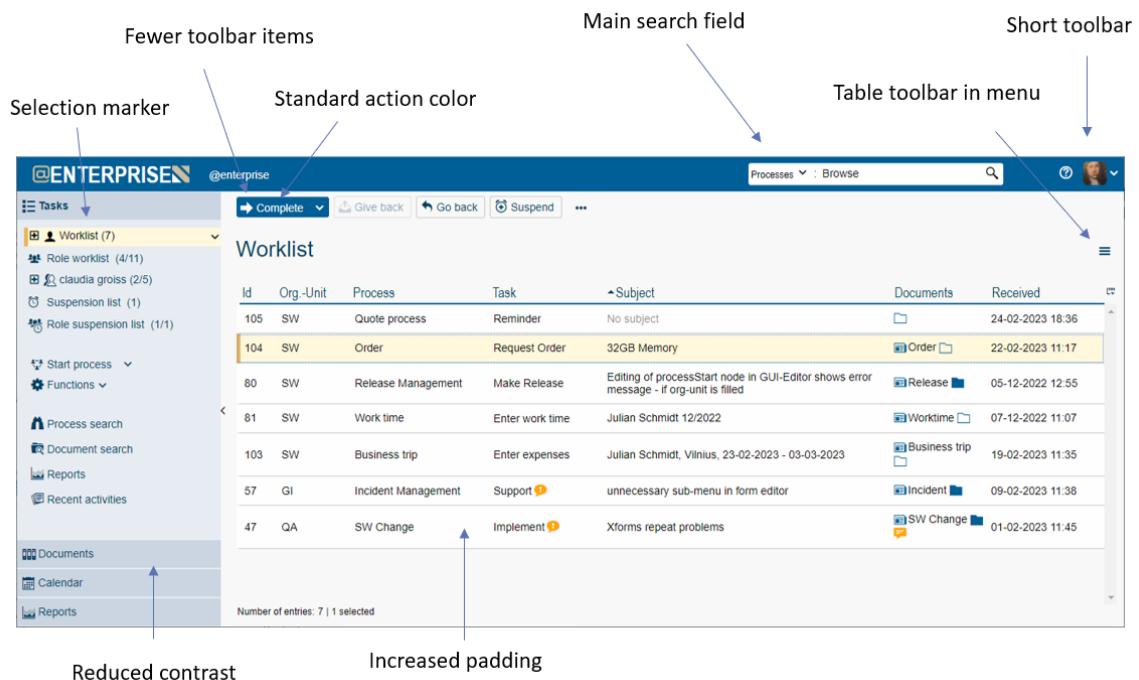 Main search field
Short toolbar
Fewer toolbar items
Table toolbar in menu
Standard action color
Selection marker
@ENTERPRISE @enterprise Processes : Browse
Tasks
Complete Give back Go back Suspend •••
Worklist (7)
Role worklist (4/11)
claudia groiss (2/5)
Suspension list (1)
Role suspension list (1/1)
Start process
Functions
Process search
Document search
Reports
Recent activities
Documents
Calendar
Reports
Worklist
Id Org.-Unit Process Task Subject Documents Received
105 SW Quote process Reminder No subject 24-02-2023 18:36
104 SW Order Request Order 32GB Memory Order 22-02-2023 11:17
80 SW Release Management Make Release Editing of processStart node in GUI-Editor shows error
message - if org-unit is filled Release 05-12-2022 12:55
81 SW Work time Enter work time Julian Schmidt 12/2022 Worktime 07-12-2022 11:07
103 SW Business trip Enter expenses Julian Schmidt, Vilnius, 23-02-2023 - 03-03-2023 Business trip 19-02-2023 11:35
57 GI Incident Management Support unnecessary sub-menu in form editor Incident 09-02-2023 11:38
47 QA SW Change Implement Xforms repeat problems SW Change 01-02-2023 11:45
Number of entries: 7 | 1 selected
Increased padding
Reduced contrast